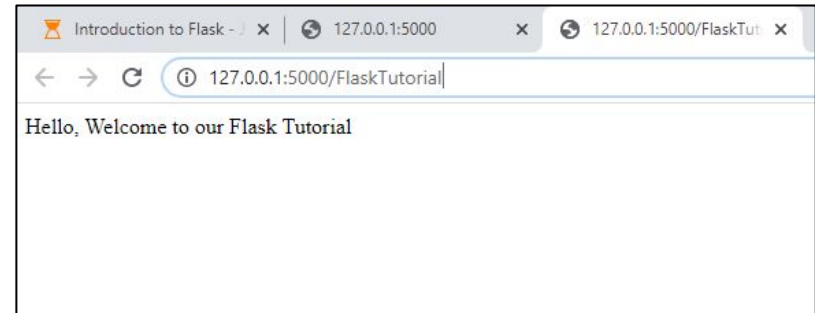 Introduction to Flask - J
127.0.0.1:5000
127.0.0.1:5000/FlaskTut
127.0.0.1:5000/FlaskTutorial
Hello, Welcome to our Flask Tutorial